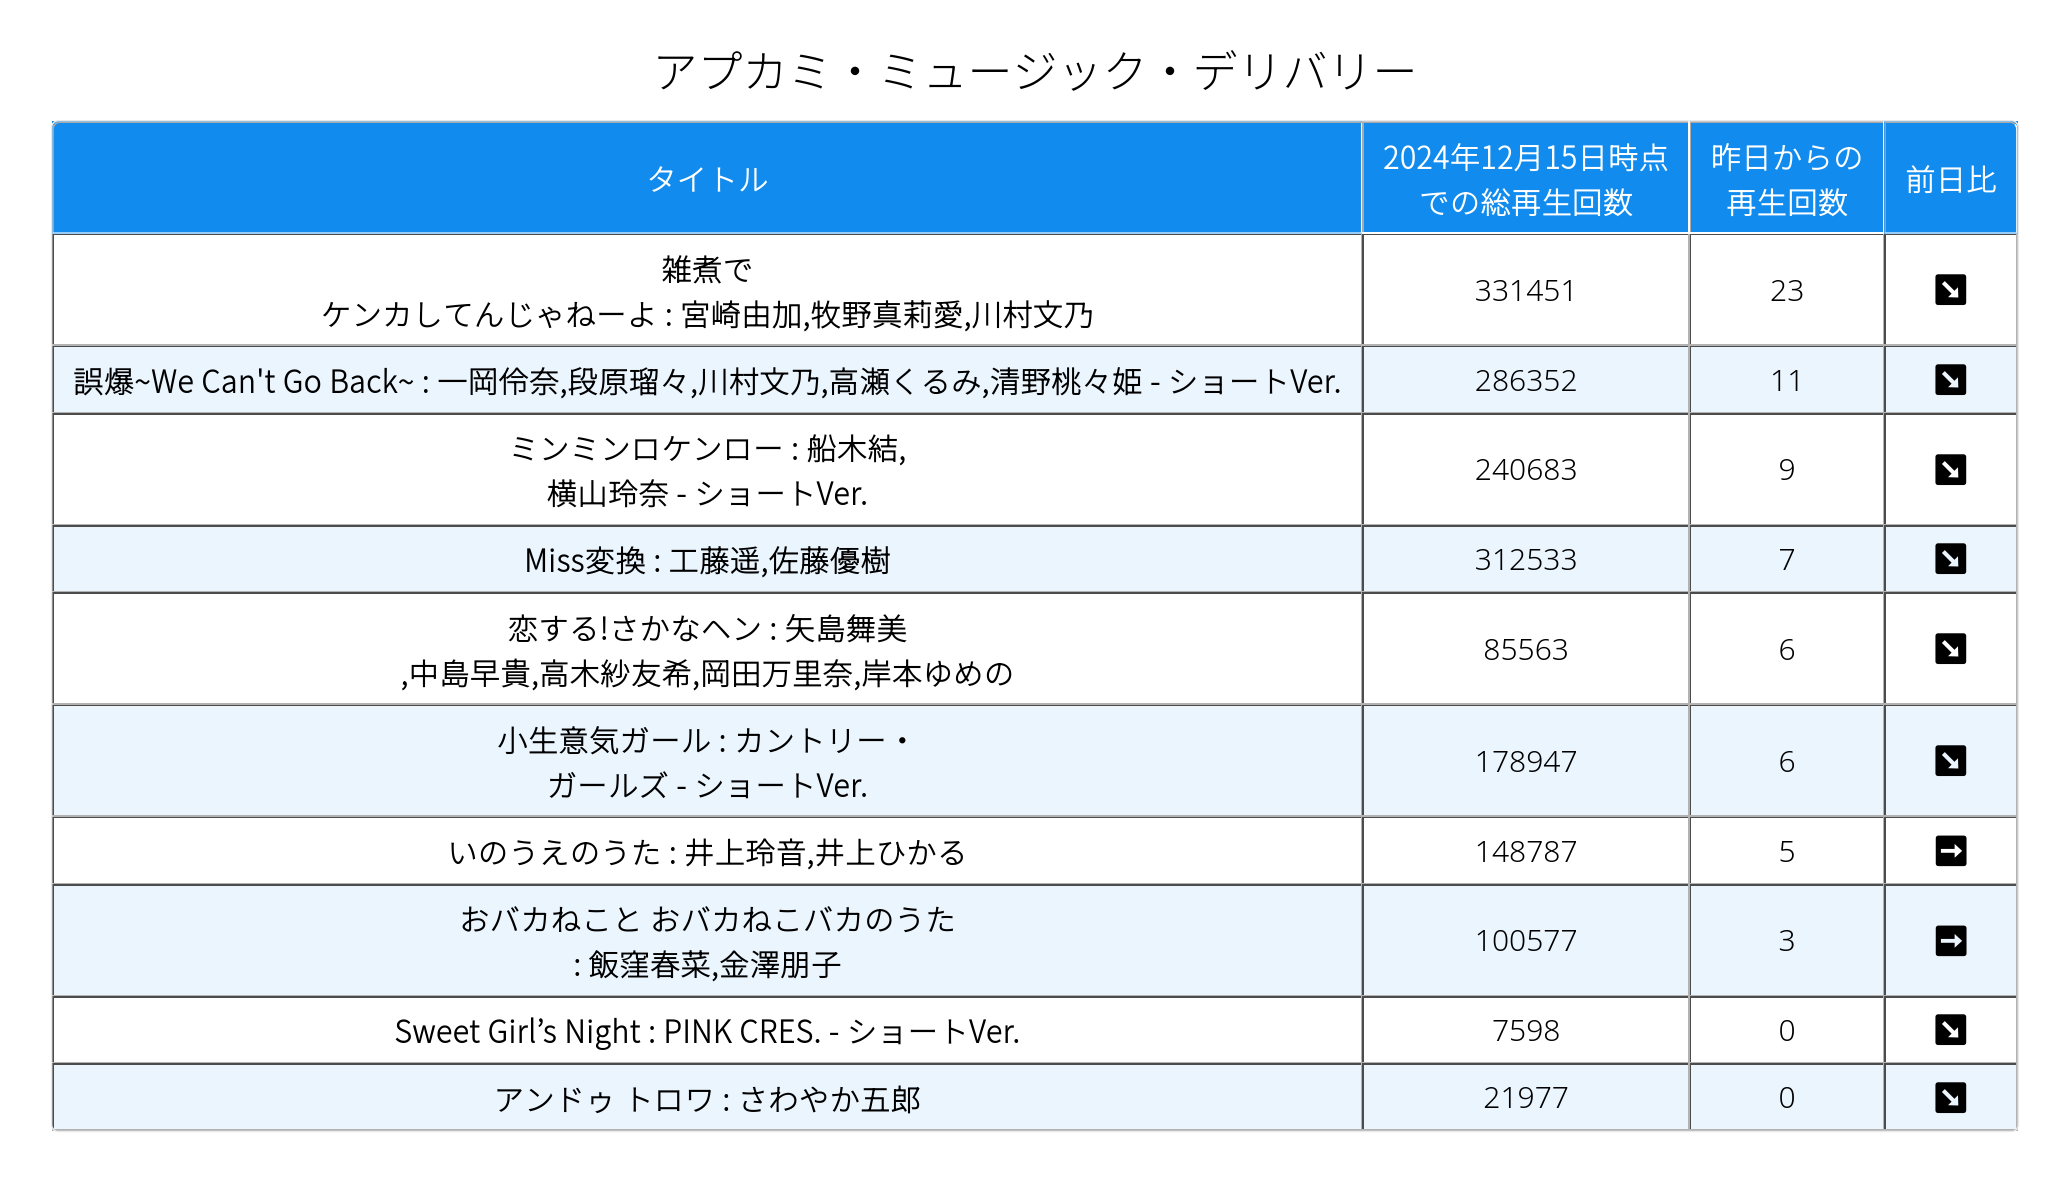 アプカミ・ミュージック・デリバリー
タイトル
2024年12月15日時点
での総再生回数
昨日からの
再生回数
前日比
雑煮で
ケンカしてんじゃねーよ : 宮崎由加,牧野真莉愛,川村文乃
331451
23
誤爆~We Can't Go Back~ : 一岡伶奈,段原瑠々,川村文乃,高瀬くるみ,清野桃々姫 - ショートVer.
286352
11
ミンミンロケンロー : 船木結,
横山玲奈 - ショートVer.
240683
9
Miss変換 : 工藤遥,佐藤優樹
312533
7
恋する!さかなヘン : 矢島舞美
,中島早貴,高木紗友希,岡田万里奈,岸本ゆめの
85563
6
小生意気ガール : カントリー・
ガールズ - ショートVer.
178947
6
いのうえのうた : 井上玲音,井上ひかる
148787
5
おバカねこと おバカねこバカのうた
: 飯窪春菜,金澤朋子
100577
3
Sweet Girl’s Night : PINK CRES. - ショートVer.
7598
0
アンドゥ トロワ : さわやか五郎
21977
0